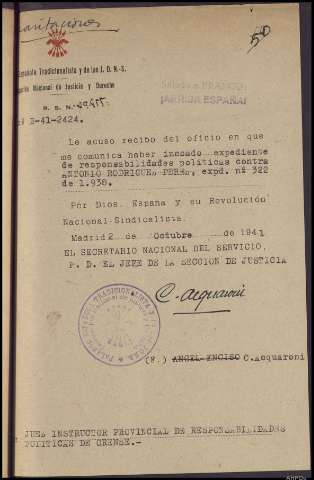 50
Española Tradicionalista y de las J. O. N.-S.
Nacional de Justicia y Derecho
Saludo a FRANCO
¡ARRIBA ESPAÑA!
E-41-2424.
Le acuso recibo del oficio en que
me comunica haber incoado expediente
de responsabilidades políticas contra
ANTONIO RODRIGUEZ PEREZ, expd. nº 322
de 1.938.
Por Dios, España y su Revolución
Nacional-Sindicalista.
Madrid 2 de Octubre de 1941
EL SECRETARIO NACIONAL DEL SERVICIO.
P. D. EL JEFE DE LA SECCION DE JUSTICIA
C. Acquaroni
(F.) ANGEL ENCISO C. Acquaroni
JUEZ INSTRUCTOR PROVINCIAL DE RESPONSABILIDADES
POLITICAS DE ORENSE.-